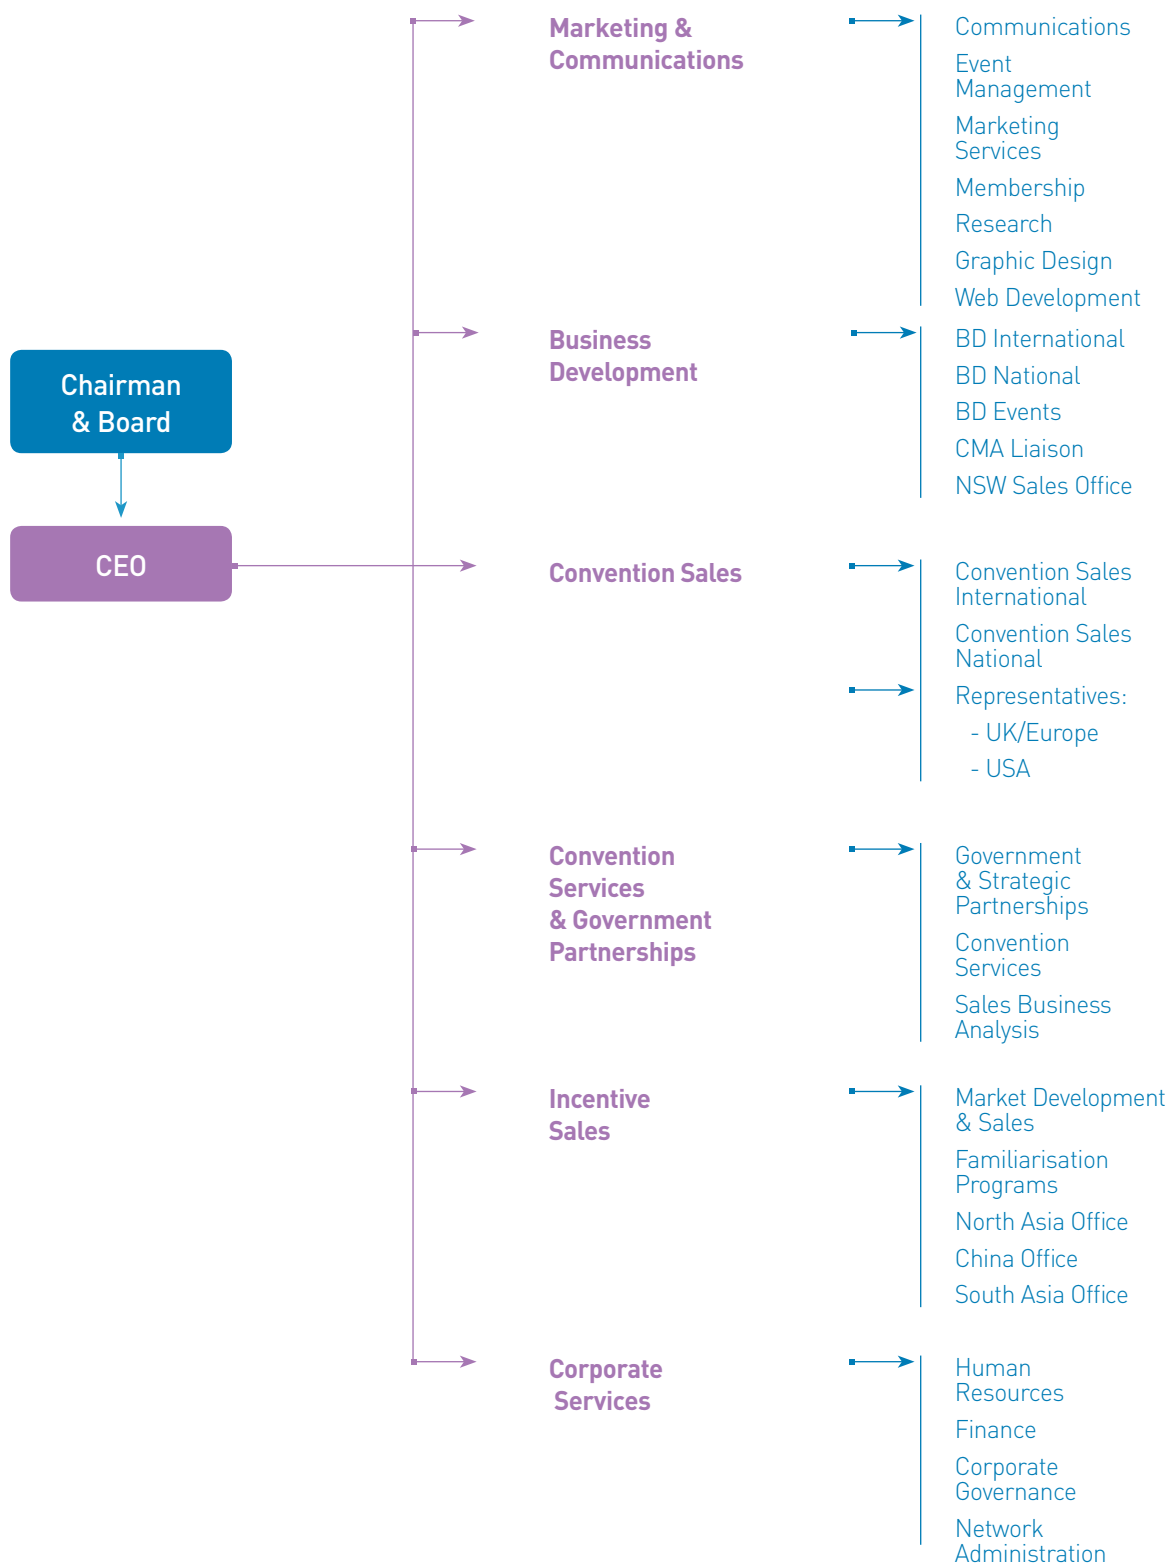 Chairman
& Board
CEO
Marketing &
Communications
Communications
Event
Management
Marketing
Services
Membership
Research
Graphic Design
Web Development
Business
Development
BD International
BD National
BD Events
CMA Liaison
NSW Sales Office
Convention Sales
Convention Sales
International
Convention Sales
National
Representatives:
- UK/Europe
- USA
Convention
Services
& Government
Partnerships
Government
& Strategic
Partnerships
Convention
Services
Sales Business
Analysis
Incentive
Sales
Market Development
& Sales
Familiarisation
Programs
North Asia Office
China Office
South Asia Office
Corporate
Services
Human
Resources
Finance
Corporate
Governance
Network
Administration